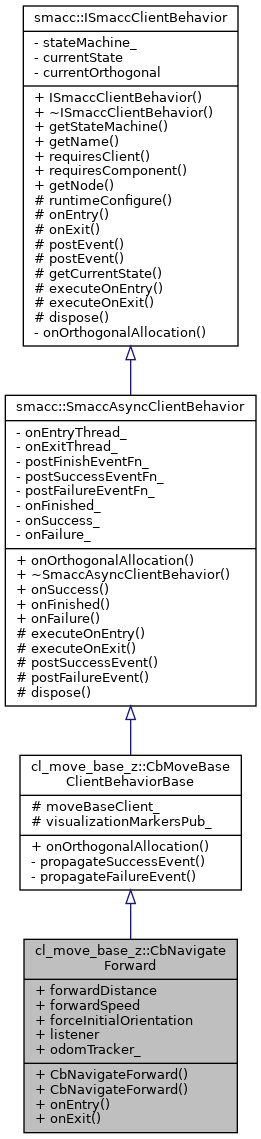 smacc::ISmaccClientBehavior
- stateMachine_
- currentState
- currentOrthogonal
+ ISmaccClientBehavior()
+ ~ISmaccClientBehavior()
+ getStateMachine()
+ getName()
+ requiresClient()
+ requiresComponent()
+ getNode()
# runtimeConfigure()
# onEntry()
# onExit()
# postEvent()
# postEvent()
# getCurrentState()
# executeOnEntry()
# executeOnExit()
# dispose()
- onOrthogonalAllocation()
smacc::SmaccAsyncClientBehavior
- onEntryThread_
- onExitThread_
- postFinishEventFn_
- postSuccessEventFn_
- postFailureEventFn_
- onFinished_
- onSuccess_
- onFailure_
+ onOrthogonalAllocation()
+ ~SmaccAsyncClientBehavior()
+ onSuccess()
+ onFinished()
+ onFailure()
# executeOnEntry()
# executeOnExit()
# postSuccessEvent()
# postFailureEvent()
# dispose()
cl_move_base_z::CbMoveBase
ClientBehaviorBase
# moveBaseClient_
# visualizationMarkersPub_
+ onOrthogonalAllocation()
- propagateSuccessEvent()
- propagateFailureEvent()
cl_move_base_z::CbNavigate
Forward
+ forwardDistance
+ forwardSpeed
+ forceInitialOrientation
+ listener
+ odomTracker_
+ CbNavigateForward()
+ CbNavigateForward()
+ onEntry()
+ onExit()